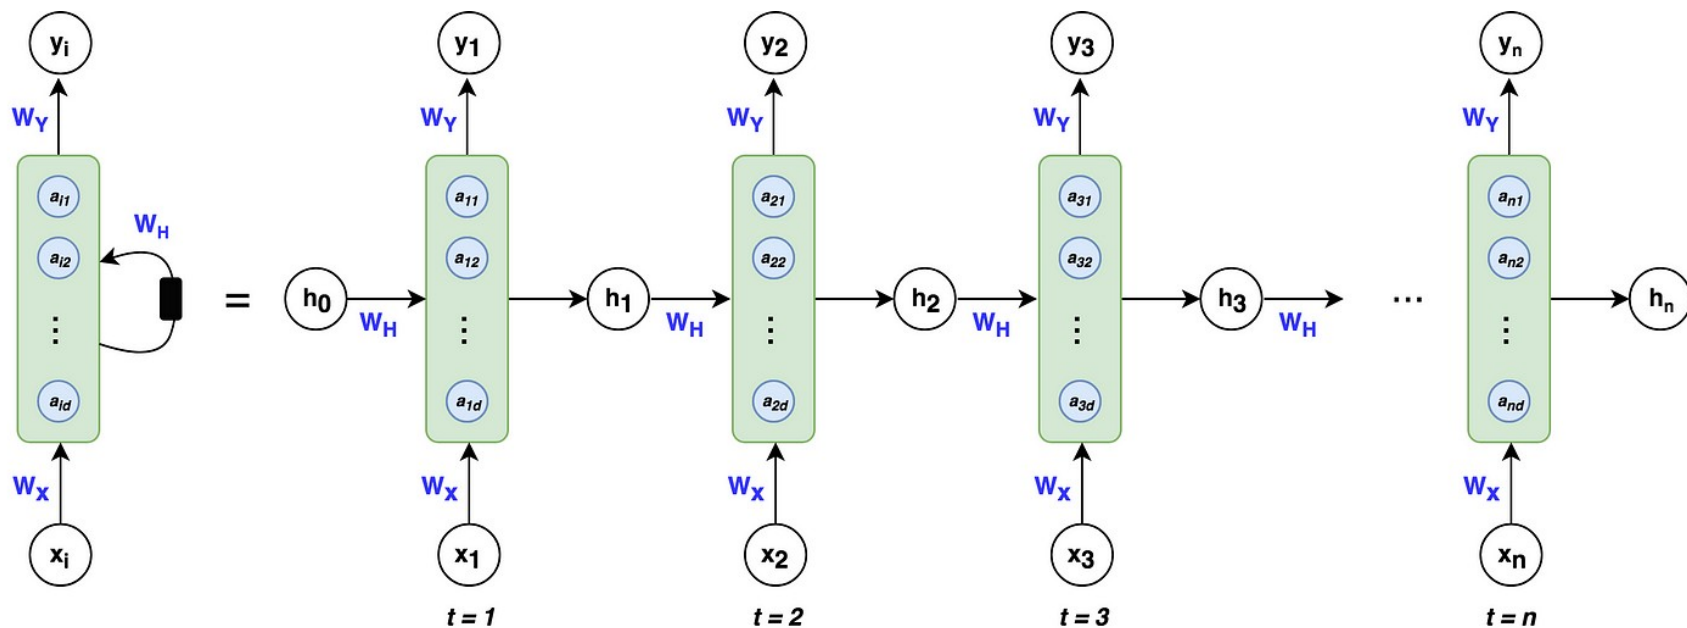 yi y1 y2 y3 yn
WY WY WY WY WY
ai1 a11 a21 a31 an1
WH
ai2 a12 a22 a32 an2
= h0 h1 h2 h3 ... hn
WH WH WH WH
⋮ ⋮ ⋮ ⋮ ⋮
aid a1d a2d a3d and
WX WX WX WX WX
xi x1 x2 x3 xn
t = 1 t = 2 t = 3 t = n